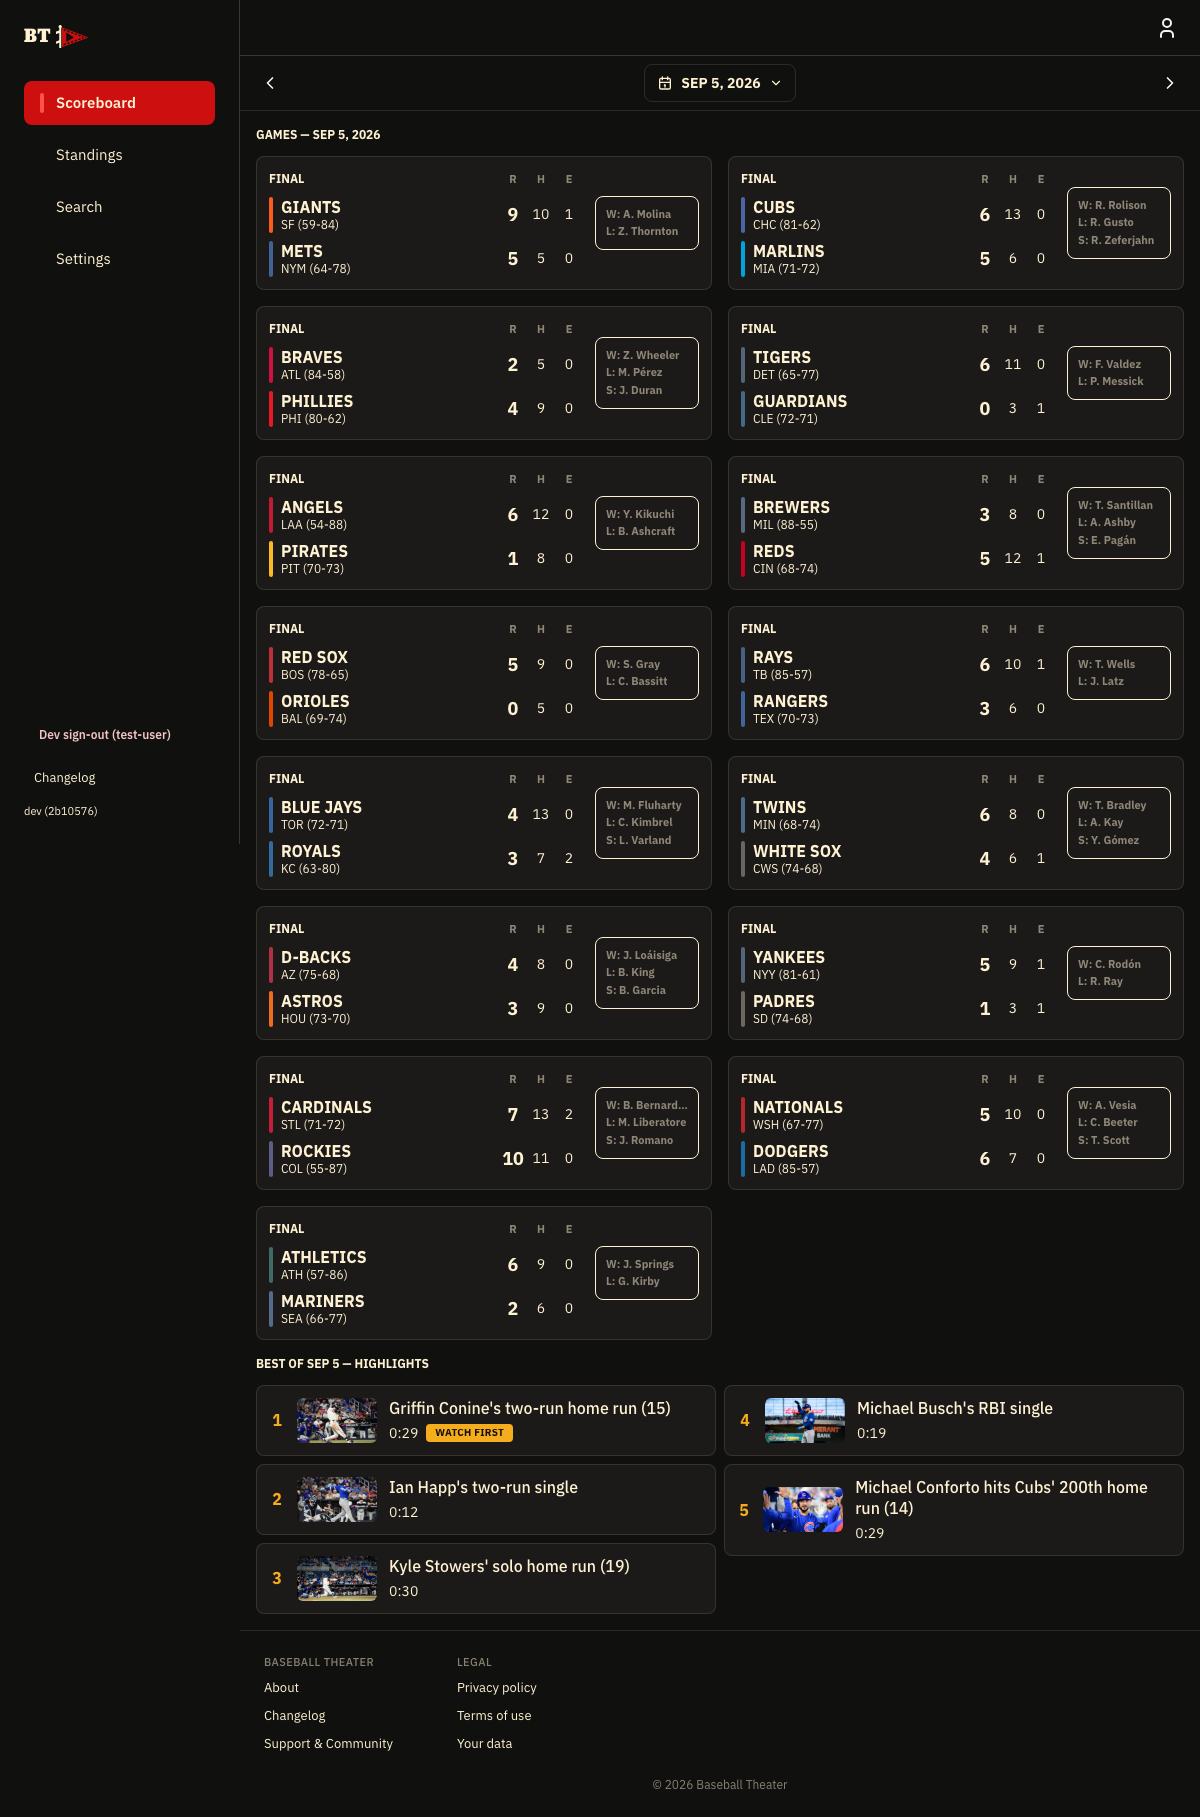 BT
Scoreboard
Standings
Search
Settings
Dev sign-out (test-user)
Changelog
dev (2b10576)
SEP 5, 2026
GAMES — SEP 5, 2026
FINAL R H E
GIANTS 9 10 1
SF (59-84)
METS 5 5 0
NYM (64-78)
W: A. Molina
L: Z. Thornton
FINAL R H E
CUBS 6 13 0
CHC (81-62)
MARLINS 5 6 0
MIA (71-72)
W: R. Rolison
L: R. Gusto
S: R. Zeferjahn
FINAL R H E
BRAVES 2 5 0
ATL (84-58)
PHILLIES 4 9 0
PHI (80-62)
W: Z. Wheeler
L: M. Pérez
S: J. Duran
FINAL R H E
TIGERS 6 11 0
DET (65-77)
GUARDIANS 0 3 1
CLE (72-71)
W: F. Valdez
L: P. Messick
FINAL R H E
ANGELS 6 12 0
LAA (54-88)
PIRATES 1 8 0
PIT (70-73)
W: Y. Kikuchi
L: B. Ashcraft
FINAL R H E
BREWERS 3 8 0
MIL (88-55)
REDS 5 12 1
CIN (68-74)
W: T. Santillan
L: A. Ashby
S: E. Pagán
FINAL R H E
RED SOX 5 9 0
BOS (78-65)
ORIOLES 0 5 0
BAL (69-74)
W: S. Gray
L: C. Bassitt
FINAL R H E
RAYS 6 10 1
TB (85-57)
RANGERS 3 6 0
TEX (70-73)
W: T. Wells
L: J. Latz
FINAL R H E
BLUE JAYS 4 13 0
TOR (72-71)
ROYALS 3 7 2
KC (63-80)
W: M. Fluharty
L: C. Kimbrel
S: L. Varland
FINAL R H E
TWINS 6 8 0
MIN (68-74)
WHITE SOX 4 6 1
CWS (74-68)
W: T. Bradley
L: A. Kay
S: Y. Gómez
FINAL R H E
D-BACKS 4 8 0
AZ (75-68)
ASTROS 3 9 0
HOU (73-70)
W: J. Loáisiga
L: B. King
S: B. Garcia
FINAL R H E
YANKEES 5 9 1
NYY (81-61)
PADRES 1 3 1
SD (74-68)
W: C. Rodón
L: R. Ray
FINAL R H E
CARDINALS 7 13 2
STL (71-72)
ROCKIES 10 11 0
COL (55-87)
W: B. Bernard...
L: M. Liberatore
S: J. Romano
FINAL R H E
NATIONALS 5 10 0
WSH (67-77)
DODGERS 6 7 0
LAD (85-57)
W: A. Vesia
L: C. Beeter
S: T. Scott
FINAL R H E
ATHLETICS 6 9 0
ATH (57-86)
MARINERS 2 6 0
SEA (66-77)
W: J. Springs
L: G. Kirby
BEST OF SEP 5 — HIGHLIGHTS
1 Griffin Conine's two-run home run (15)
0:29 WATCH FIRST
2 Ian Happ's two-run single
0:12
3 Kyle Stowers' solo home run (19)
0:30
4 Michael Busch's RBI single
0:19
5 Michael Conforto hits Cubs' 200th home
run (14)
0:29
BASEBALL THEATER
About
Changelog
Support & Community
LEGAL
Privacy policy
Terms of use
Your data
© 2026 Baseball Theater